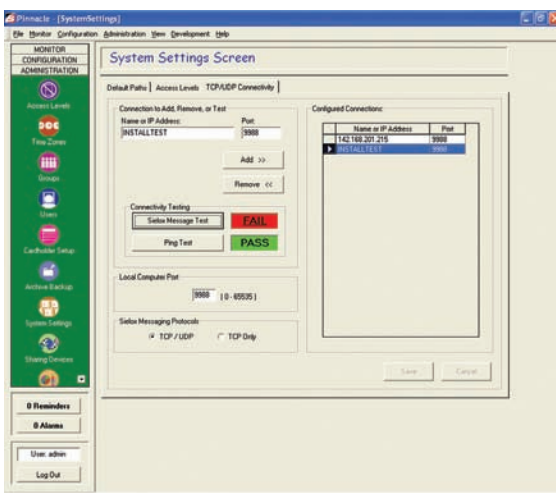 Pinnacle - [SystemSettings]
File Monitor Configuration Administration View Development Help
MONITOR
CONFIGURATION
ADMINISTRATION
Access Levels
Time Zones
Groups
Users
Cardholder Setup
Archive Backup
System Settings
Sharing Devices
0 Reminders
0 Alarms
User: admin
Log Out
System Settings Screen
Default Paths Access Levels TCP/UDP Connectivity
Connection to Add, Remove, or Test
Name or IP Address: Port:
INSTALLTEST 9988
Add >>
Remove <<
Connectivity Testing
Sielox Message Test FAIL
Ping Test PASS
Local Computer Port
9988 ( 0 - 65535 )
Sielox Messaging Protocols
TCP / UDP TCP Only
Configured Connections:
Name or IP Address Port
142.168.201.215 9988
INSTALLTEST 9988
Save Cancel